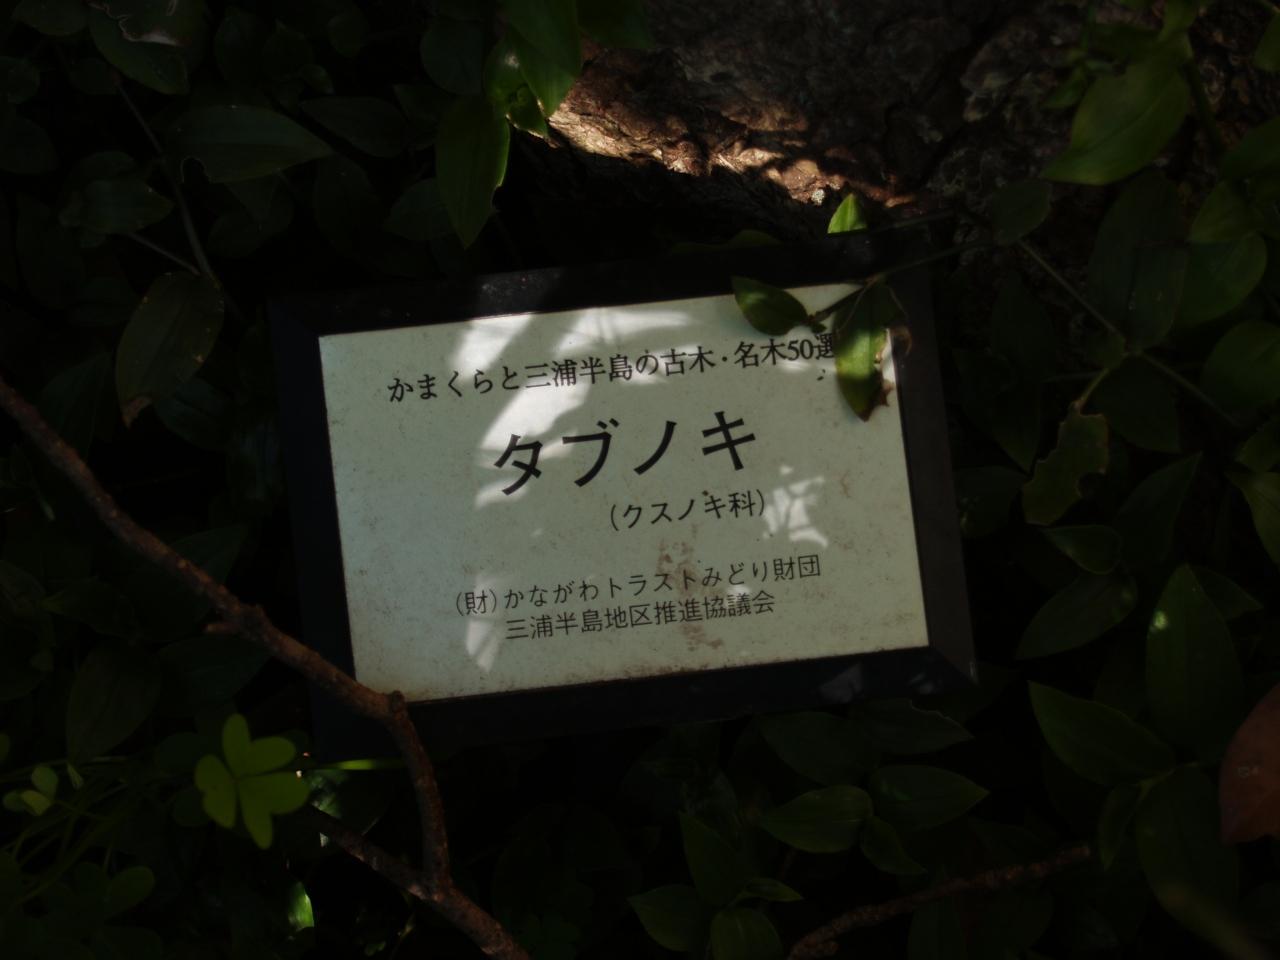 かまくらと三浦半島の古木・名木50選
タブノキ
(クスノキ科)
(財)かながわトラストみどり財団
三浦半島地区推進協議会